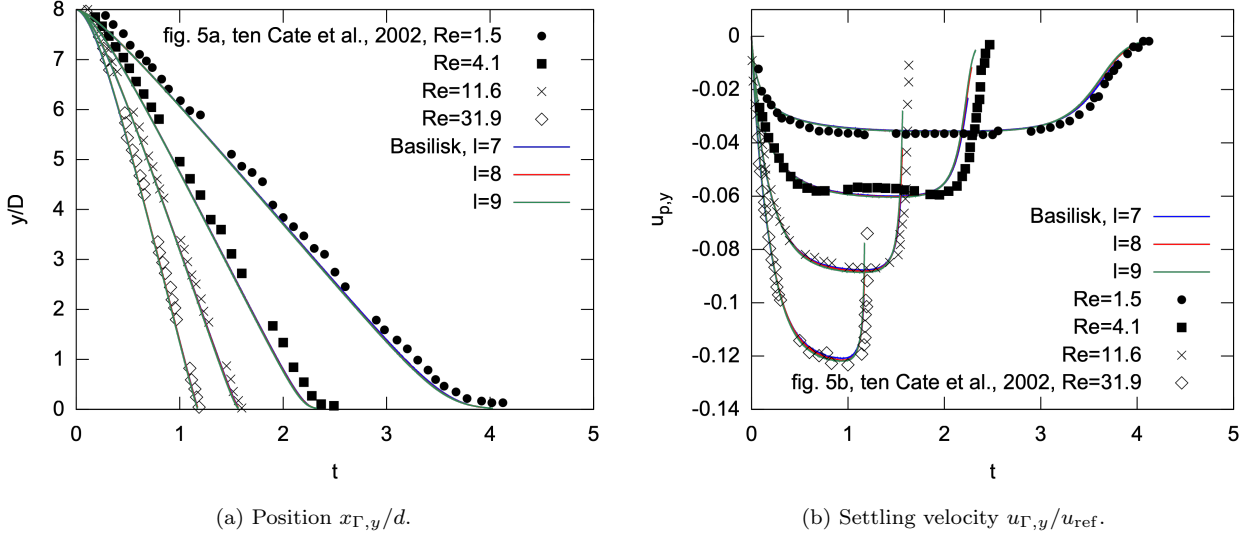 8
7
6
5
4
3
2
1
0
y/D
fig. 5a, ten Cate et al., 2002, Re=1.5
Re=4.1
Re=11.6
Re=31.9
Basilisk, l=7
l=8
l=9
0 1 2 3 4 5
t
(a) Position x_{Γ,y}/d.
0
-0.02
-0.04
-0.06
-0.08
-0.1
-0.12
-0.14
u_{p,y}
Basilisk, l=7
l=8
l=9
Re=1.5
Re=4.1
Re=11.6
fig. 5b, ten Cate et al., 2002, Re=31.9
0 1 2 3 4 5
t
(b) Settling velocity u_{Γ,y}/u_{ref}.